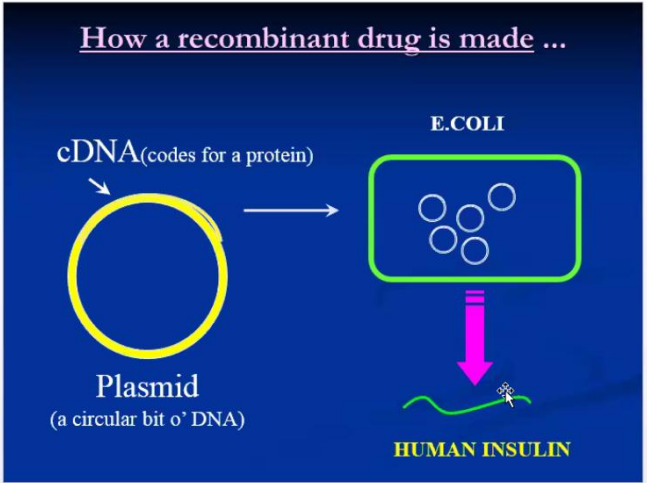 How a recombinant drug is made ...
E.COLI
cDNA(codes for a protein)
Plasmid
(a circular bit o' DNA)
HUMAN INSULIN